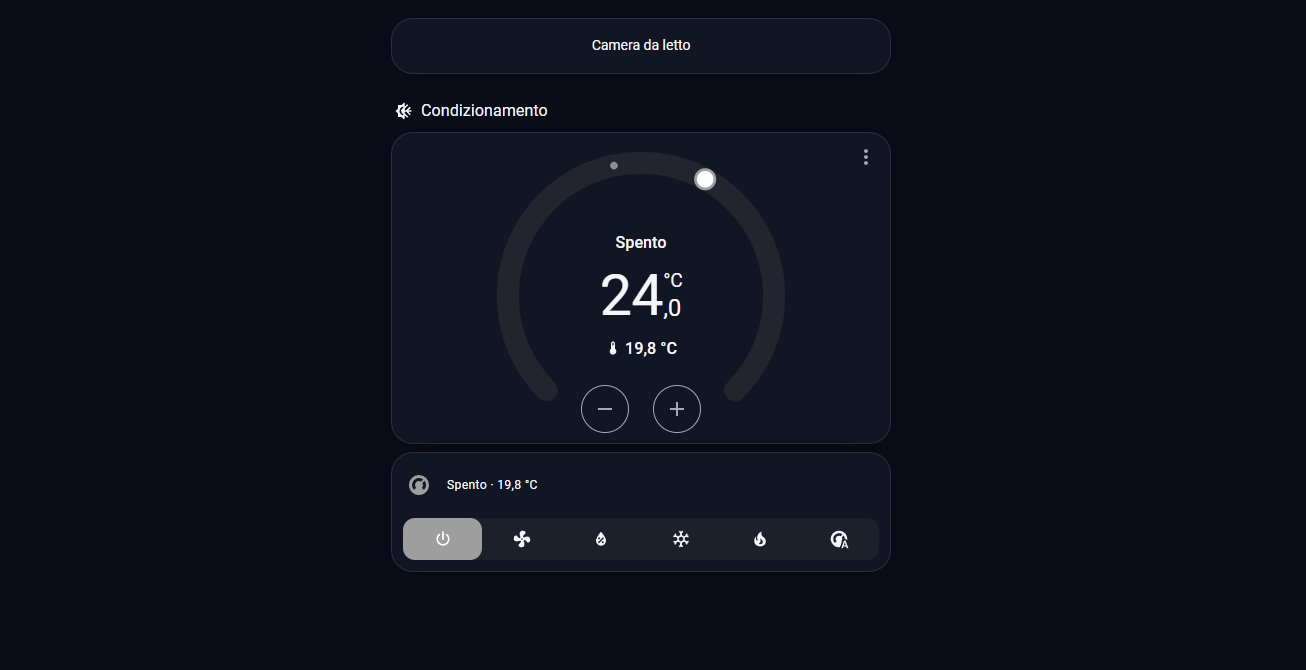 Camera da letto
Condizionamento
Spento
24,0 °C
19,8 °C
Spento · 19,8 °C